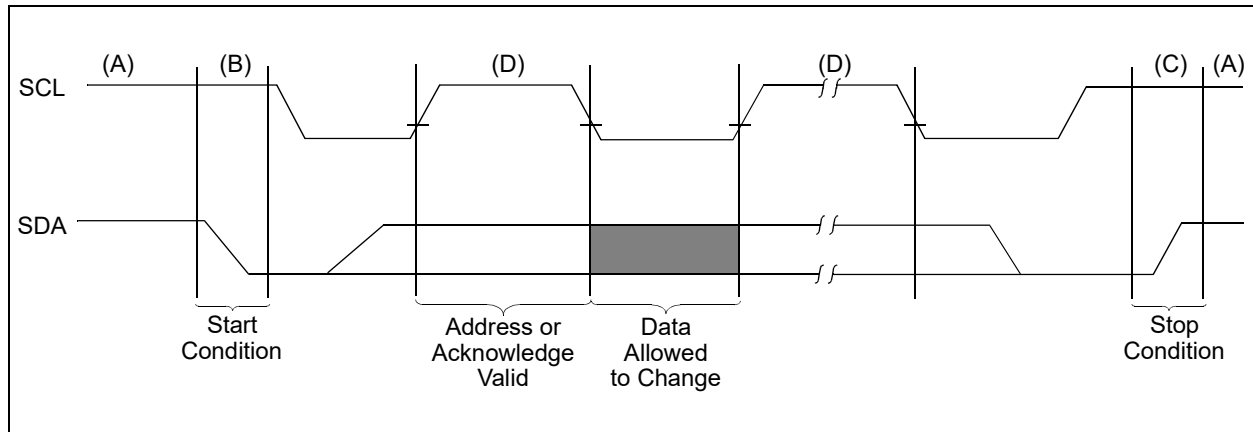 (A) (B) (D) (D) (C) (A)
SCL
SDA
Start
Condition
Address or
Acknowledge
Valid
Data
Allowed
to Change
Stop
Condition